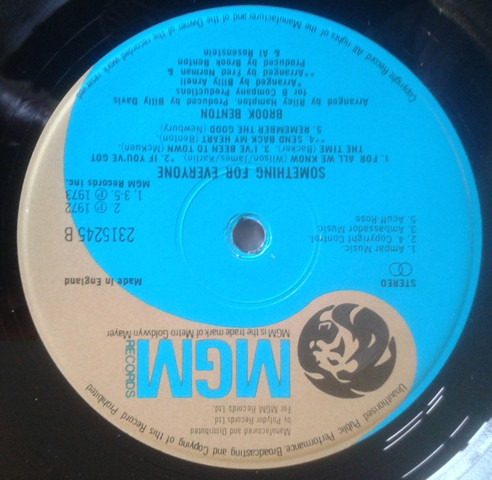 Unauthorised Public Performance Broadcasting and Copying of this Record Prohibited
Manufactured and Distributed
by Polydor Records Ltd
For MGM Records Ltd.
MGM
RECORDS
MGM is the trade mark of Metro Goldwyn Mayer
STEREO
Made in England
1. Ampar Music.
2. 4. Copyright Control
3. Ambassador Music.
5. Acuff-Rose
2315245 B
2. ℗ 1972
1. 3-5. ℗ 1973
MGM Records Inc.
SOMETHING FOR EVERYONE
1. FOR ALL WE KNOW (Wilson/James/Karlin) *2. IF YOU'VE GOT
THE TIME (Backer) 3. I'VE BEEN TO TOWN (McKuen)
**4. SEND BACK MY HEART (Benton)
5. REMEMBER THE GOOD (Newbury)
BROOK BENTON
Arranged by Riley Hampton, Produced by Billy Davis
for B Company Productions
*Arranged by Billy Arnell
**Arranged by Fred Norman &
Produced by Brook Benton
& Al Rosenstein
Copyright Record All rights of the Manufacturer and of the Owner of the recorded work reserved